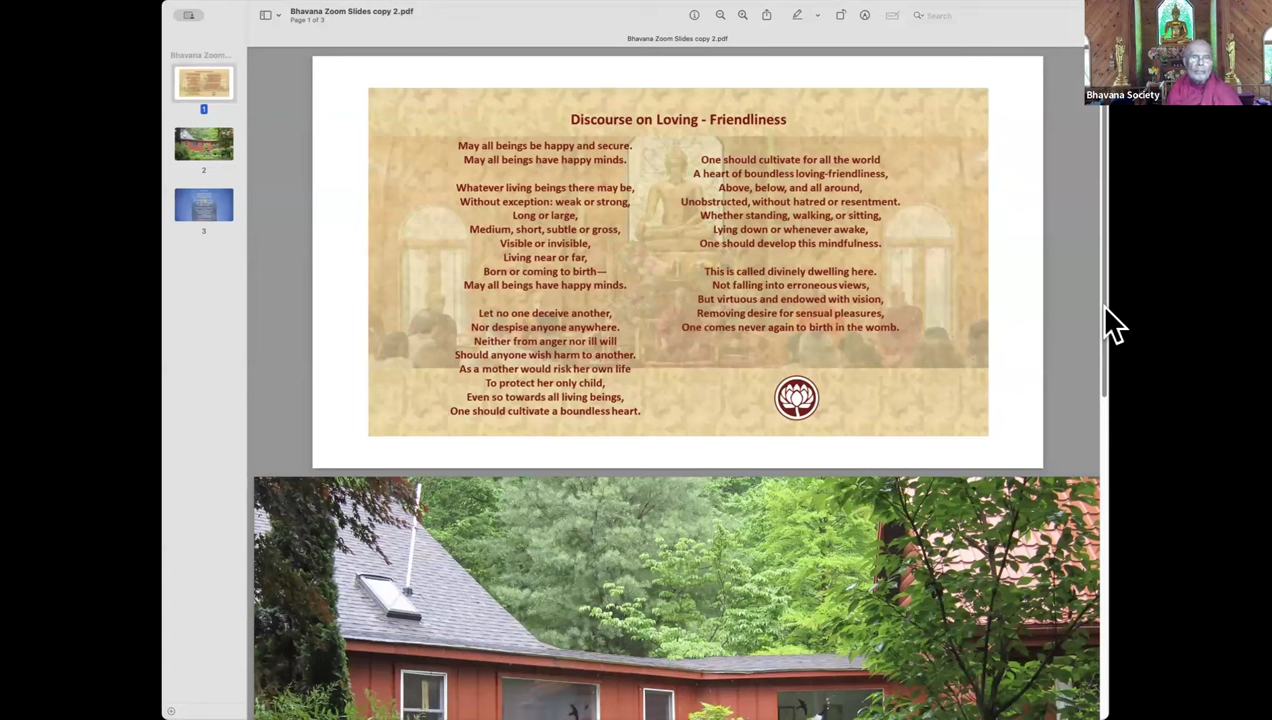 Bhavana Zoom Slides copy 2.pdf
Page 1 of 3
Search
Bhavana Zoom Slides copy 2.pdf
Bhavana Zoom...
1
2
3
Discourse on Loving - Friendliness
May all beings be happy and secure.
May all beings have happy minds.
Whatever living beings there may be,
Without exception: weak or strong,
Long or large,
Medium, short, subtle or gross,
Visible or invisible,
Living near or far,
Born or coming to birth—
May all beings have happy minds.
Let no one deceive another,
Nor despise anyone anywhere.
Neither from anger nor ill will
Should anyone wish harm to another.
As a mother would risk her own life
To protect her only child,
Even so towards all living beings,
One should cultivate a boundless heart.
One should cultivate for all the world
A heart of boundless loving-friendliness,
Above, below, and all around,
Unobstructed, without hatred or resentment.
Whether standing, walking, or sitting,
Lying down or whenever awake,
One should develop this mindfulness.
This is called divinely dwelling here.
Not falling into erroneous views,
But virtuous and endowed with vision,
Removing desire for sensual pleasures,
One comes never again to birth in the womb.
Bhavana Society